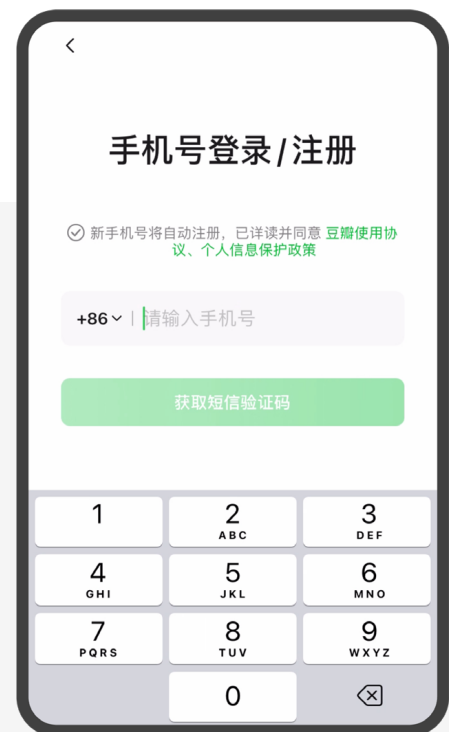 手机号登录/注册
新手机号将自动注册，已详读并同意 豆瓣使用协
议、个人信息保护政策
+86 请输入手机号
获取短信验证码
1 2 3
ABC DEF
4 5 6
GHI JKL MNO
7 8 9
PQRS TUV WXYZ
0